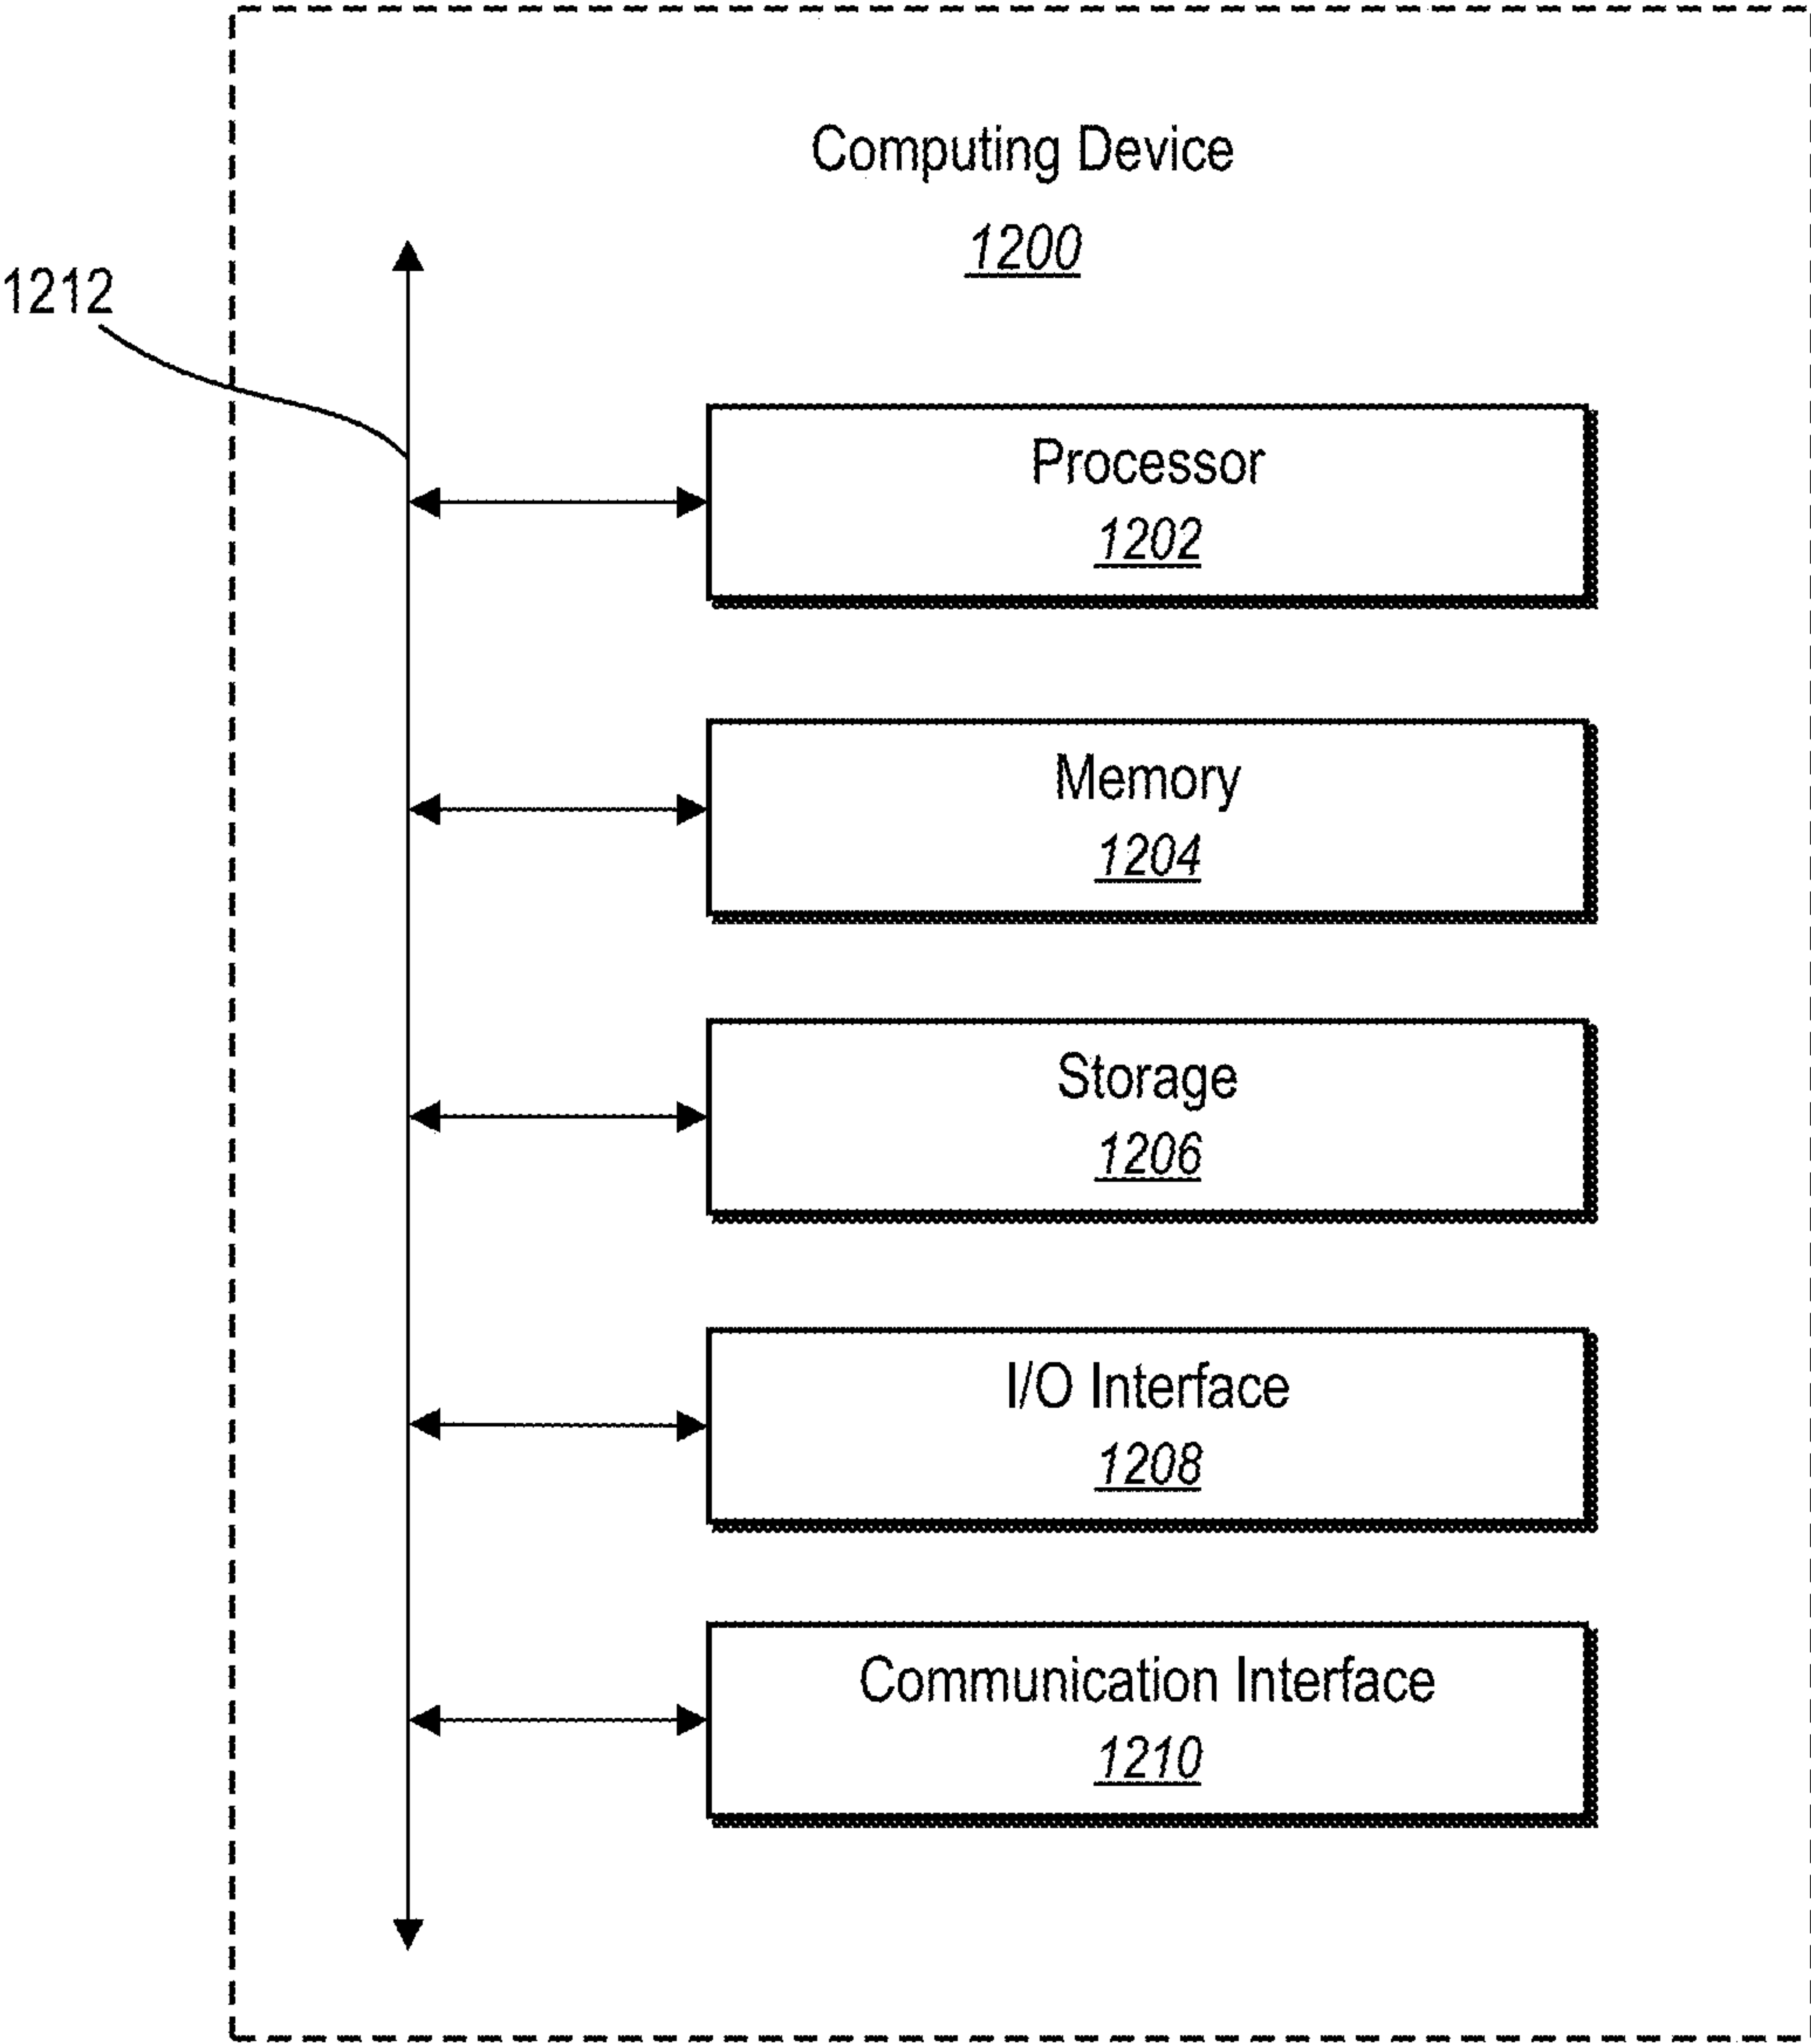 Computing Device
1200
1212
Processor
1202
Memory
1204
Storage
1206
I/O Interface
1208
Communication Interface
1210